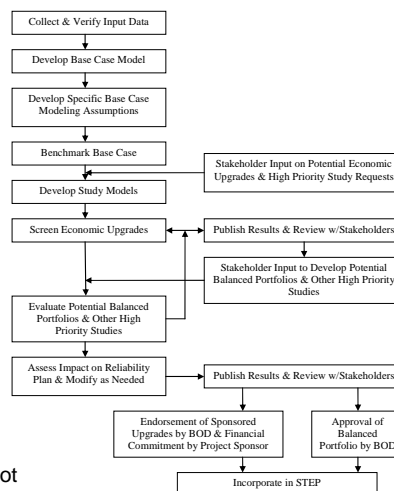 Collect & Verify Input Data
Develop Base Case Model
Develop Specific Base Case
Modeling Assumptions
Benchmark Base Case
Stakeholder Input on Potential Economic
Upgrades & High Priority Study Requests
Develop Study Models
Screen Economic Upgrades
Publish Results & Review w/Stakeholders
Stakeholder Input to Develop Potential
Balanced Portfolios & Other High Priority
Studies
Evaluate Potential Balanced
Portfolios & Other High
Priority Studies
Assess Impact on Reliability
Plan & Modify as Needed
Publish Results & Review w/Stakeholders
Endorsement of Sponsored
Upgrades by BOD & Financial
Commitment by Project Sponsor
Approval of
Balanced
Portfolio by BOD
ot
Incorporate in STEP